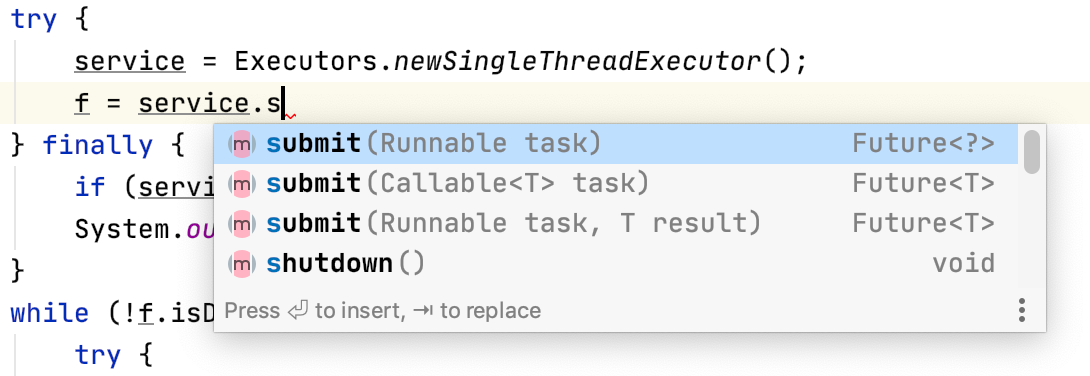 try {
service = Executors.newSingleThreadExecutor();
f = service.s
m submit(Runnable task) Future<?>
} finally {
m submit(Callable<T> task) Future<T>
if (servi
m submit(Runnable task, T result) Future<T>
System.ou
m shutdown() void
}
Press ⏎ to insert, ⇥ to replace
while (!f.isD
try {